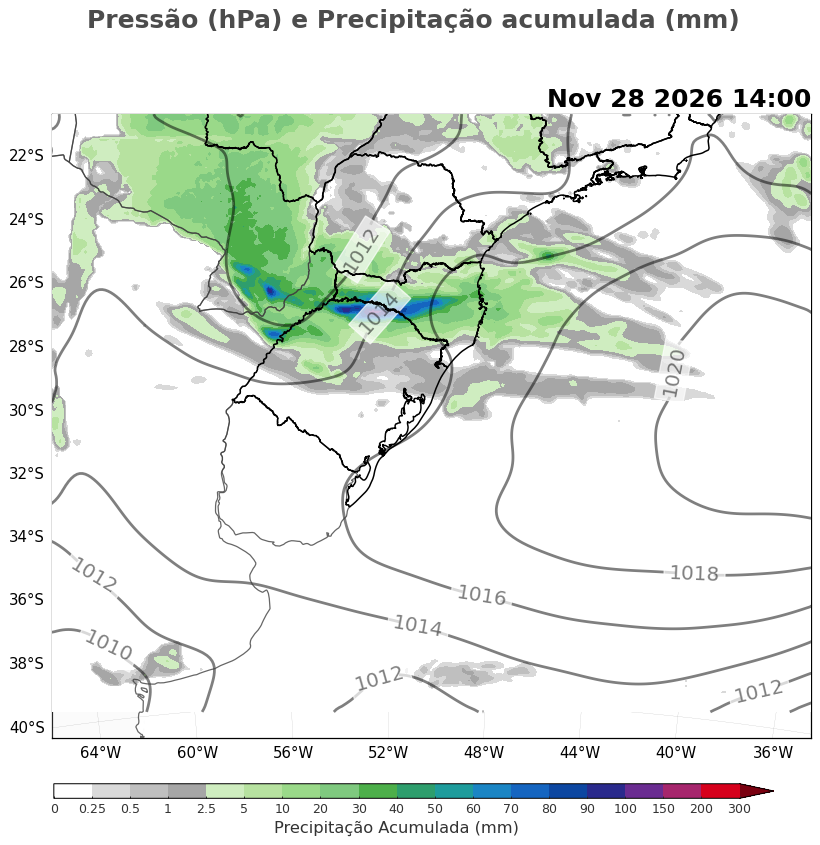 Pressão (hPa) e Precipitação acumulada (mm)
Nov 28 2026 14:00
22°S
24°S
26°S
28°S
30°S
32°S
34°S
36°S
38°S
40°S
1012
1014
1020
1018
1016
1014
1012
1012
1010
1012
64°W 60°W 56°W 52°W 48°W 44°W 40°W 36°W
0 0.25 0.5 1 2.5 5 10 20 30 40 50 60 70 80 90 100 150 200 300
Precipitação Acumulada (mm)